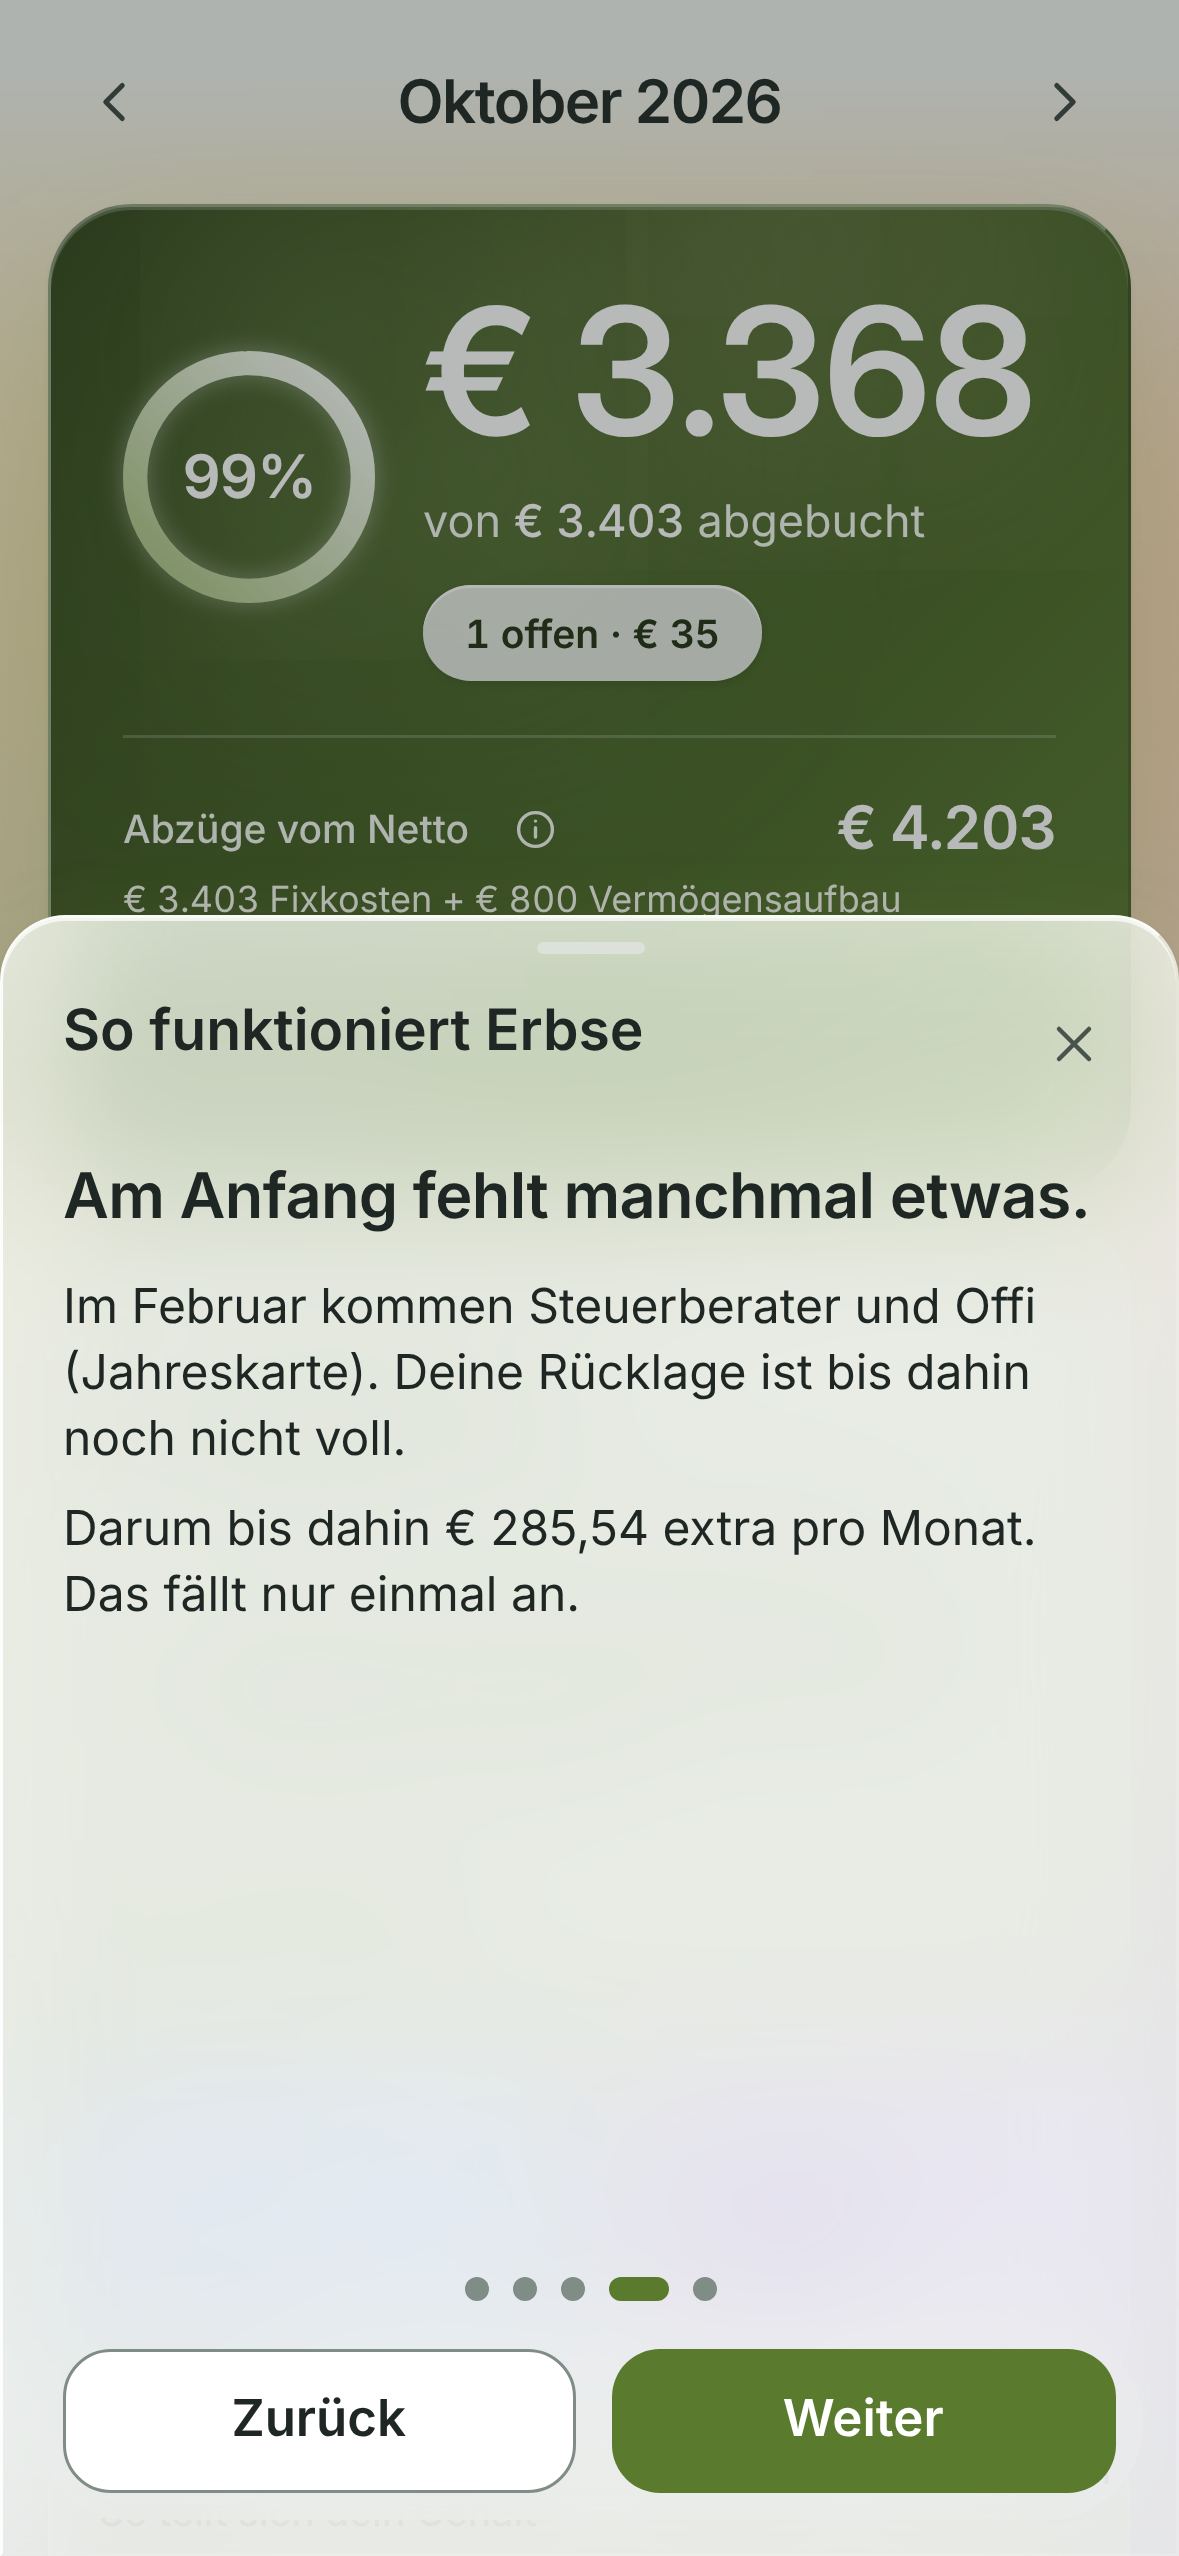 Oktober 2026
€ 3.368
99%
von € 3.403 abgebucht
1 offen · € 35
Abzüge vom Netto
€ 4.203
€ 3.403 Fixkosten + € 800 Vermögensaufbau
So funktioniert Erbse
Am Anfang fehlt manchmal etwas.
Im Februar kommen Steuerberater und Offi
(Jahreskarte). Deine Rücklage ist bis dahin
noch nicht voll.
Darum bis dahin € 285,54 extra pro Monat.
Das fällt nur einmal an.
Zurück
Weiter